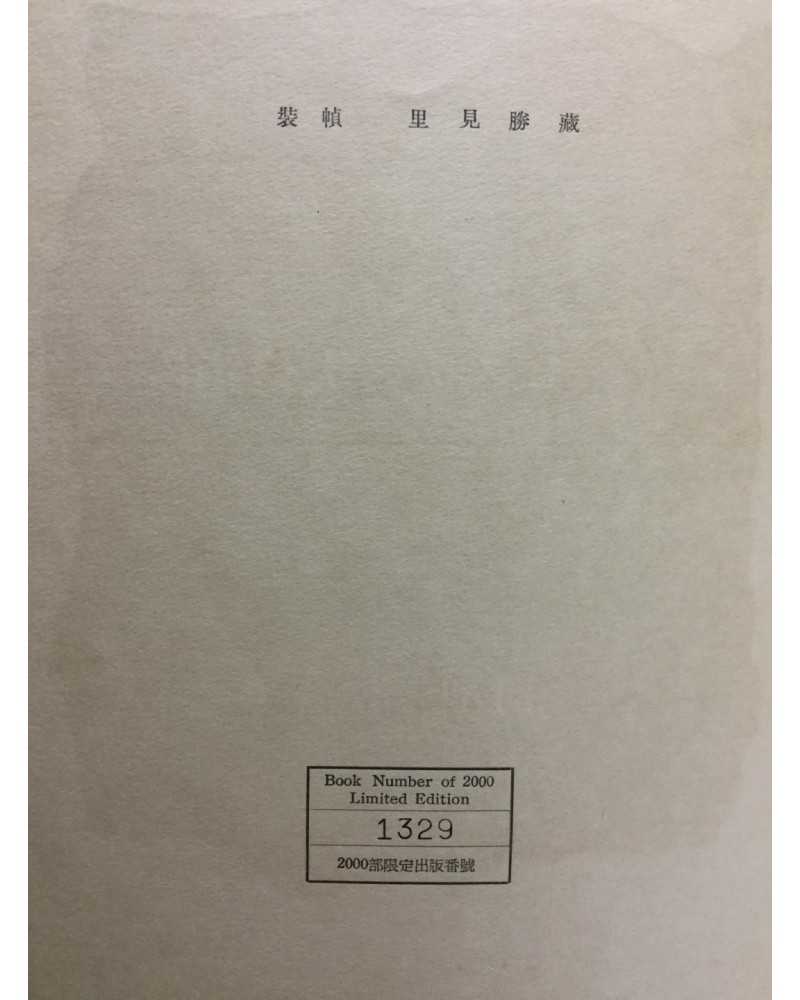 裝幀 里見勝藏
Book Number of 2000
Limited Edition
1329
2000部限定出版番號